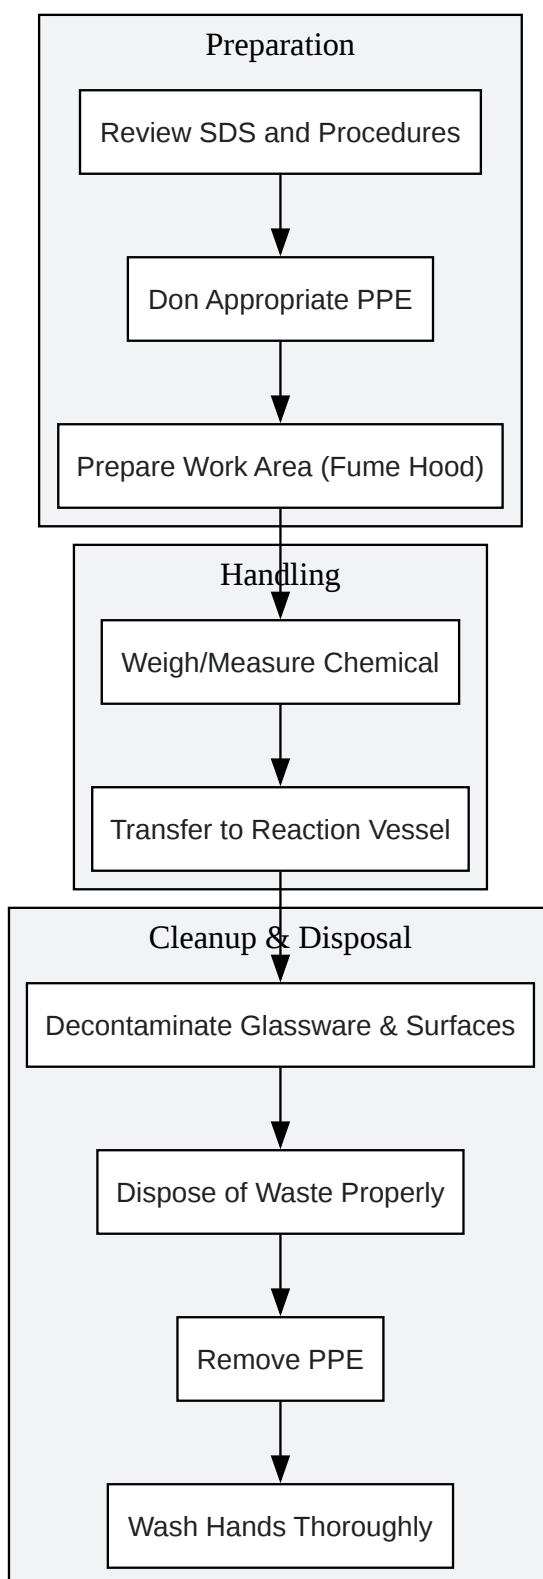 Preparation
Review SDS and Procedures
Don Appropriate PPE
Prepare Work Area (Fume Hood)
Handling
Weigh/Measure Chemical
Transfer to Reaction Vessel
Cleanup & Disposal
Decontaminate Glassware & Surfaces
Dispose of Waste Properly
Remove PPE
Wash Hands Thoroughly